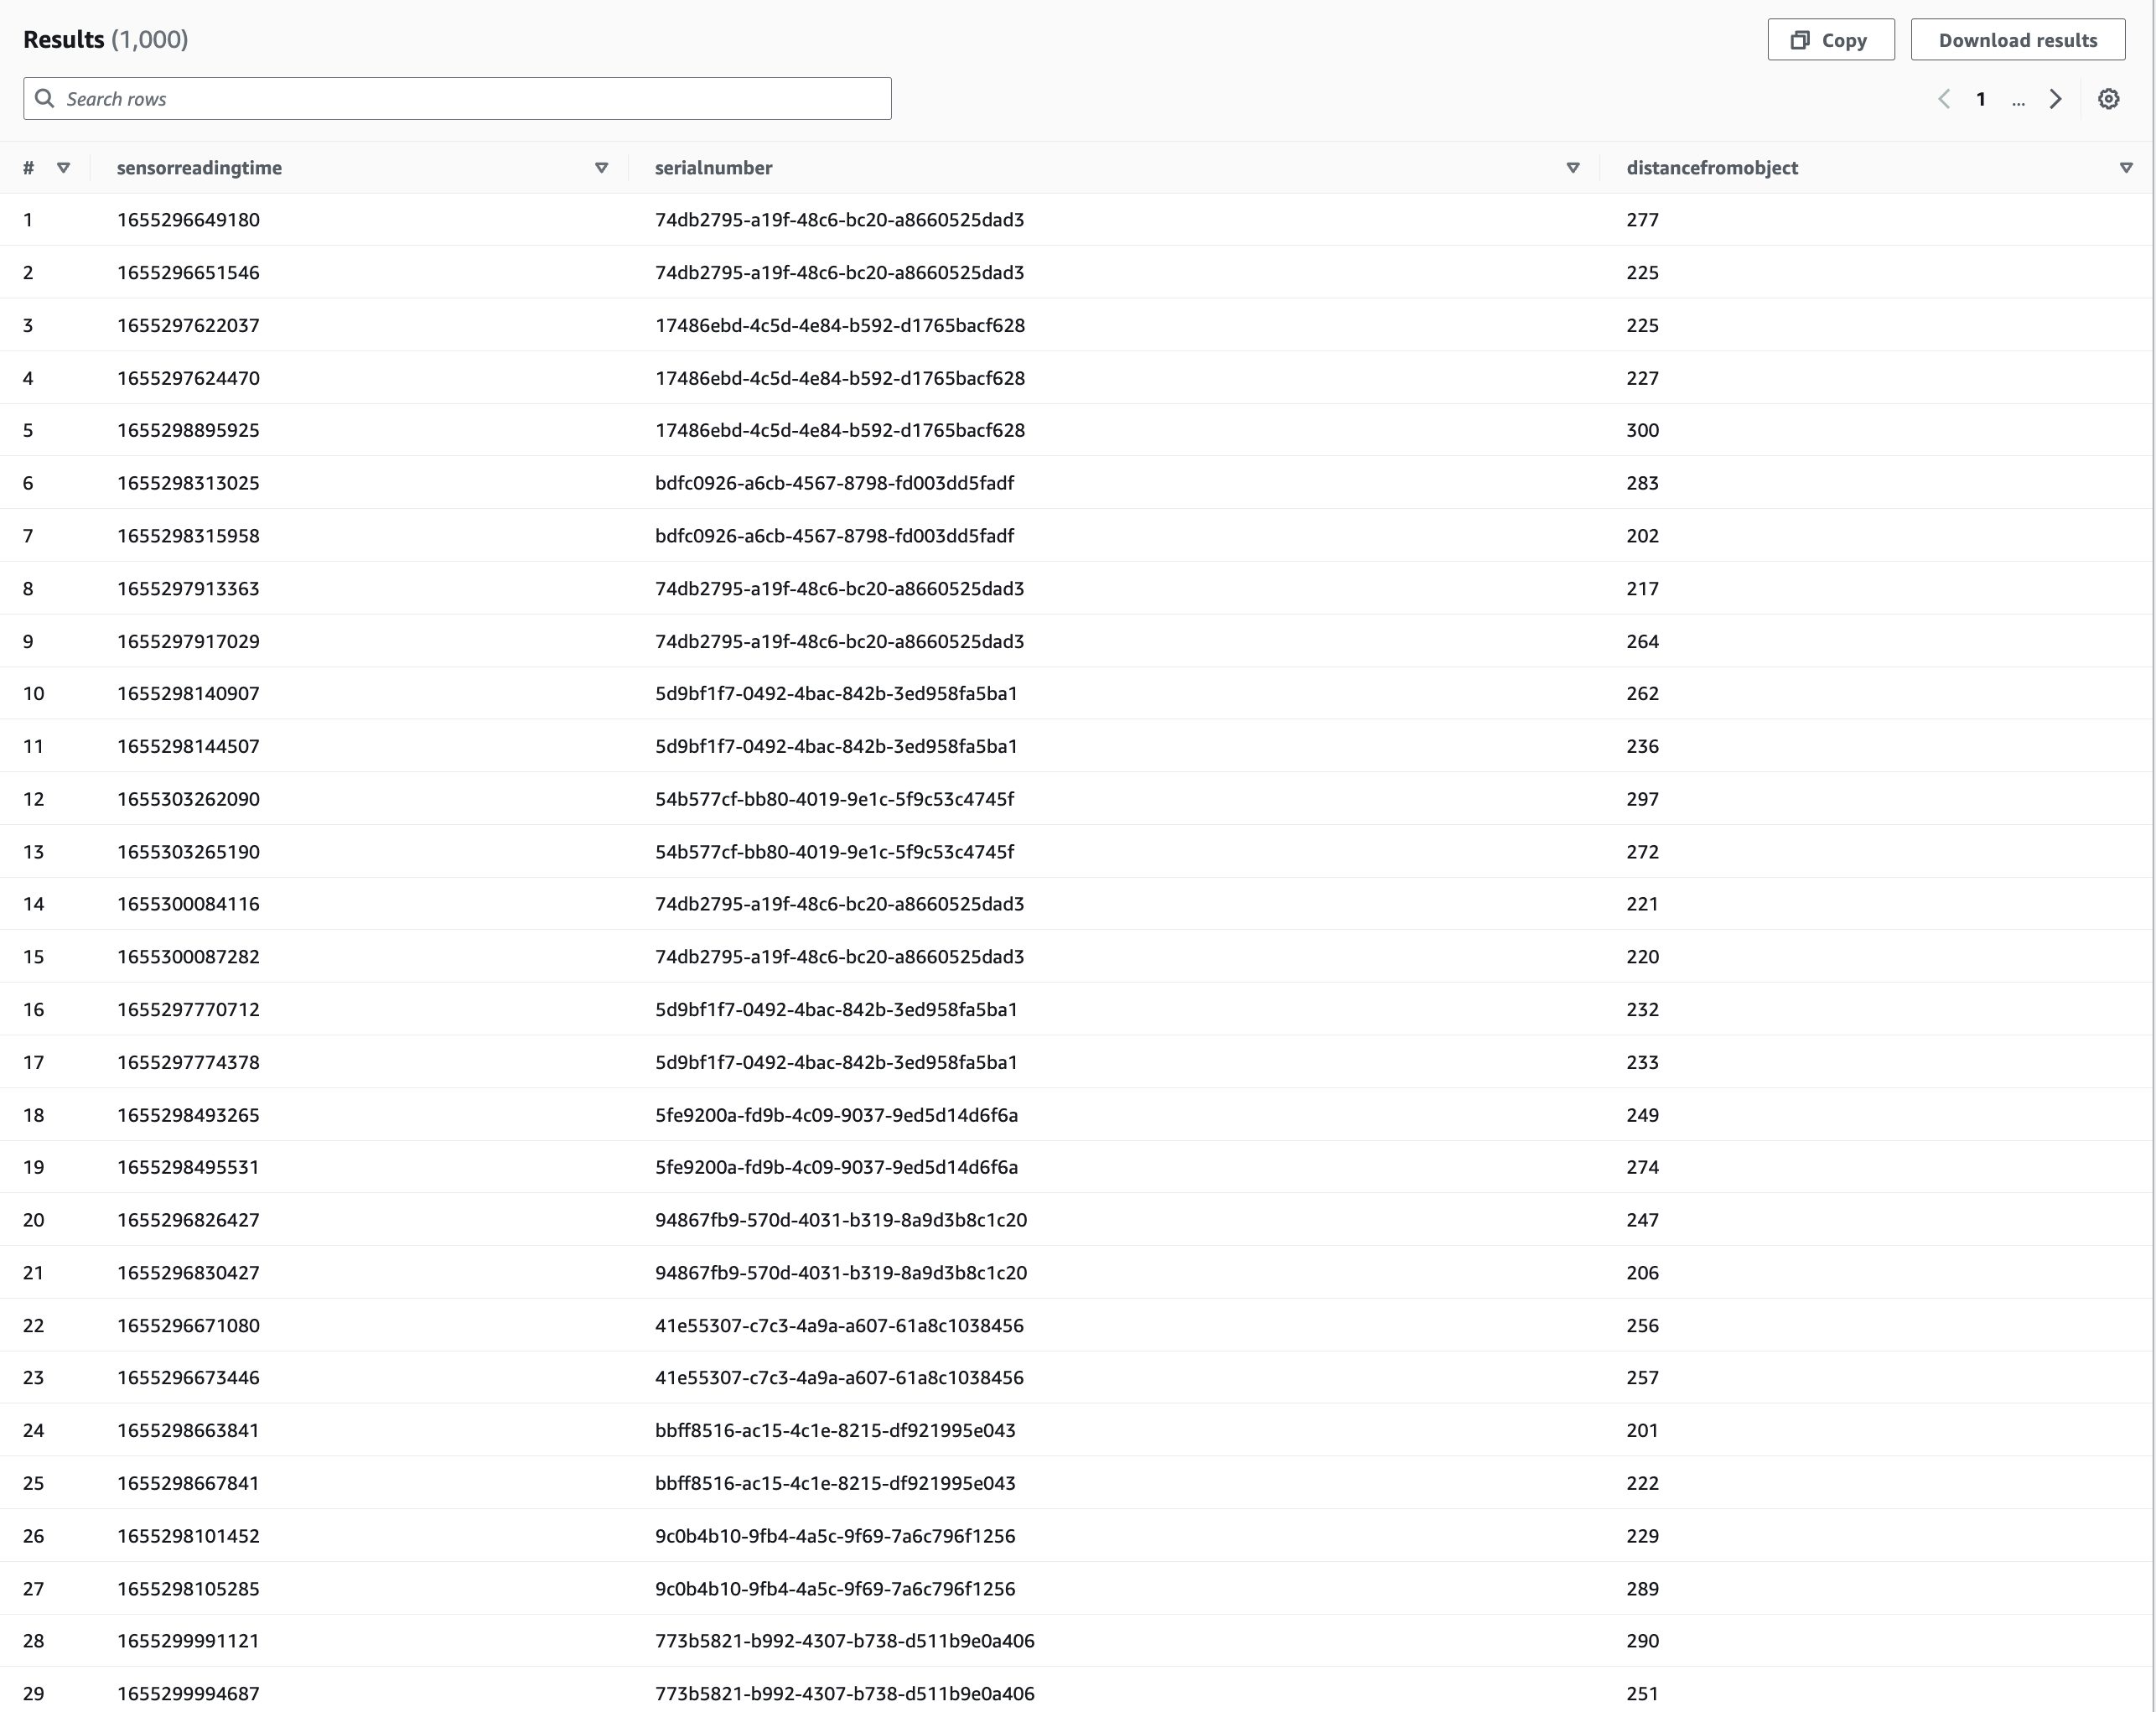 Results (1,000)
Copy
Download results
Search rows
1 ...
# sensorreadingtime serialnumber distancefromobject
1 1655296649180 74db2795-a19f-48c6-bc20-a8660525dad3 277
2 1655296651546 74db2795-a19f-48c6-bc20-a8660525dad3 225
3 1655297622037 17486ebd-4c5d-4e84-b592-d1765bacf628 225
4 1655297624470 17486ebd-4c5d-4e84-b592-d1765bacf628 227
5 1655298895925 17486ebd-4c5d-4e84-b592-d1765bacf628 300
6 1655298313025 bdfc0926-a6cb-4567-8798-fd003dd5fadf 283
7 1655298315958 bdfc0926-a6cb-4567-8798-fd003dd5fadf 202
8 1655297913363 74db2795-a19f-48c6-bc20-a8660525dad3 217
9 1655297917029 74db2795-a19f-48c6-bc20-a8660525dad3 264
10 1655298140907 5d9bf1f7-0492-4bac-842b-3ed958fa5ba1 262
11 1655298144507 5d9bf1f7-0492-4bac-842b-3ed958fa5ba1 236
12 1655303262090 54b577cf-bb80-4019-9e1c-5f9c53c4745f 297
13 1655303265190 54b577cf-bb80-4019-9e1c-5f9c53c4745f 272
14 1655300084116 74db2795-a19f-48c6-bc20-a8660525dad3 221
15 1655300087282 74db2795-a19f-48c6-bc20-a8660525dad3 220
16 1655297770712 5d9bf1f7-0492-4bac-842b-3ed958fa5ba1 232
17 1655297774378 5d9bf1f7-0492-4bac-842b-3ed958fa5ba1 233
18 1655298493265 5fe9200a-fd9b-4c09-9037-9ed5d14d6f6a 249
19 1655298495531 5fe9200a-fd9b-4c09-9037-9ed5d14d6f6a 274
20 1655296826427 94867fb9-570d-4031-b319-8a9d3b8c1c20 247
21 1655296830427 94867fb9-570d-4031-b319-8a9d3b8c1c20 206
22 1655296671080 41e55307-c7c3-4a9a-a607-61a8c1038456 256
23 1655296673446 41e55307-c7c3-4a9a-a607-61a8c1038456 257
24 1655298663841 bbff8516-ac15-4c1e-8215-df921995e043 201
25 1655298667841 bbff8516-ac15-4c1e-8215-df921995e043 222
26 1655298101452 9c0b4b10-9fb4-4a5c-9f69-7a6c796f1256 229
27 1655298105285 9c0b4b10-9fb4-4a5c-9f69-7a6c796f1256 289
28 1655299991121 773b5821-b992-4307-b738-d511b9e0a406 290
29 1655299994687 773b5821-b992-4307-b738-d511b9e0a406 251